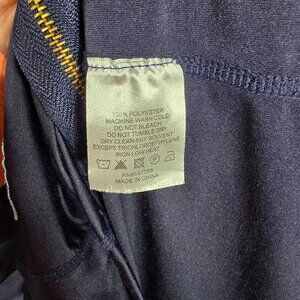 100% POLYESTER
MACHINE WASH COLD
DO NOT BLEACH
DO NOT TUMBLE DRY
DRY CLEAN ANY SOLVENT
EXCEPT TRICHLOROETHYLENE
IRON LOW HEAT
MADE IN CHINA